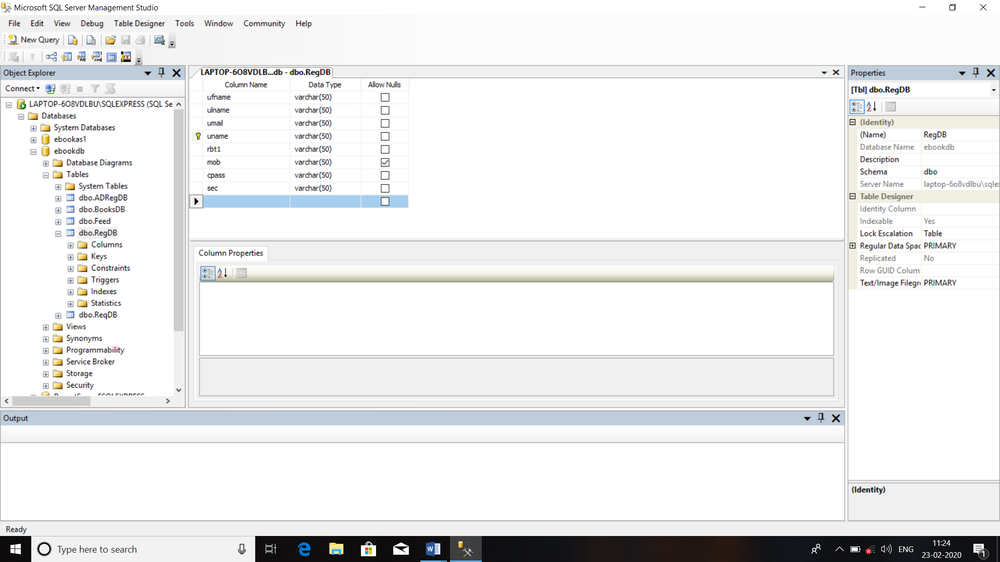 Microsoft SQL Server Management Studio
File Edit View Debug Table Designer Tools Window Community Help
New Query
Object Explorer
Connect
LAPTOP-6O8VDLBU\SQLEXPRESS (SQL Se
Databases
System Databases
ebookas1
ebookdb
Database Diagrams
Tables
System Tables
dbo.ADRegDB
dbo.BooksDB
dbo.Feed
dbo.RegDB
Columns
Keys
Constraints
Triggers
Indexes
Statistics
dbo.ReqDB
Views
Synonyms
Programmability
Service Broker
Storage
Security
LAPTOP-6O8VDLB...db - dbo.RegDB
Column Name Data Type Allow Nulls
ufname varchar(50)
ulname varchar(50)
umail varchar(50)
uname varchar(50)
rbt1 varchar(50)
mob varchar(50)
cpass varchar(50)
sec varchar(50)
Column Properties
Properties
[Tbl] dbo.RegDB
(Identity)
(Name) RegDB
Database Name ebookdb
Description
Schema dbo
Server Name laptop-6o8vdlbu\sqle
Table Designer
Identity Column
Indexable Yes
Lock Escalation Table
Regular Data Spac PRIMARY
Replicated No
Row GUID Colum
Text/Image Filegr PRIMARY
(Identity)
Output
Ready
Type here to search
ENG
11:24
23-02-2020
1